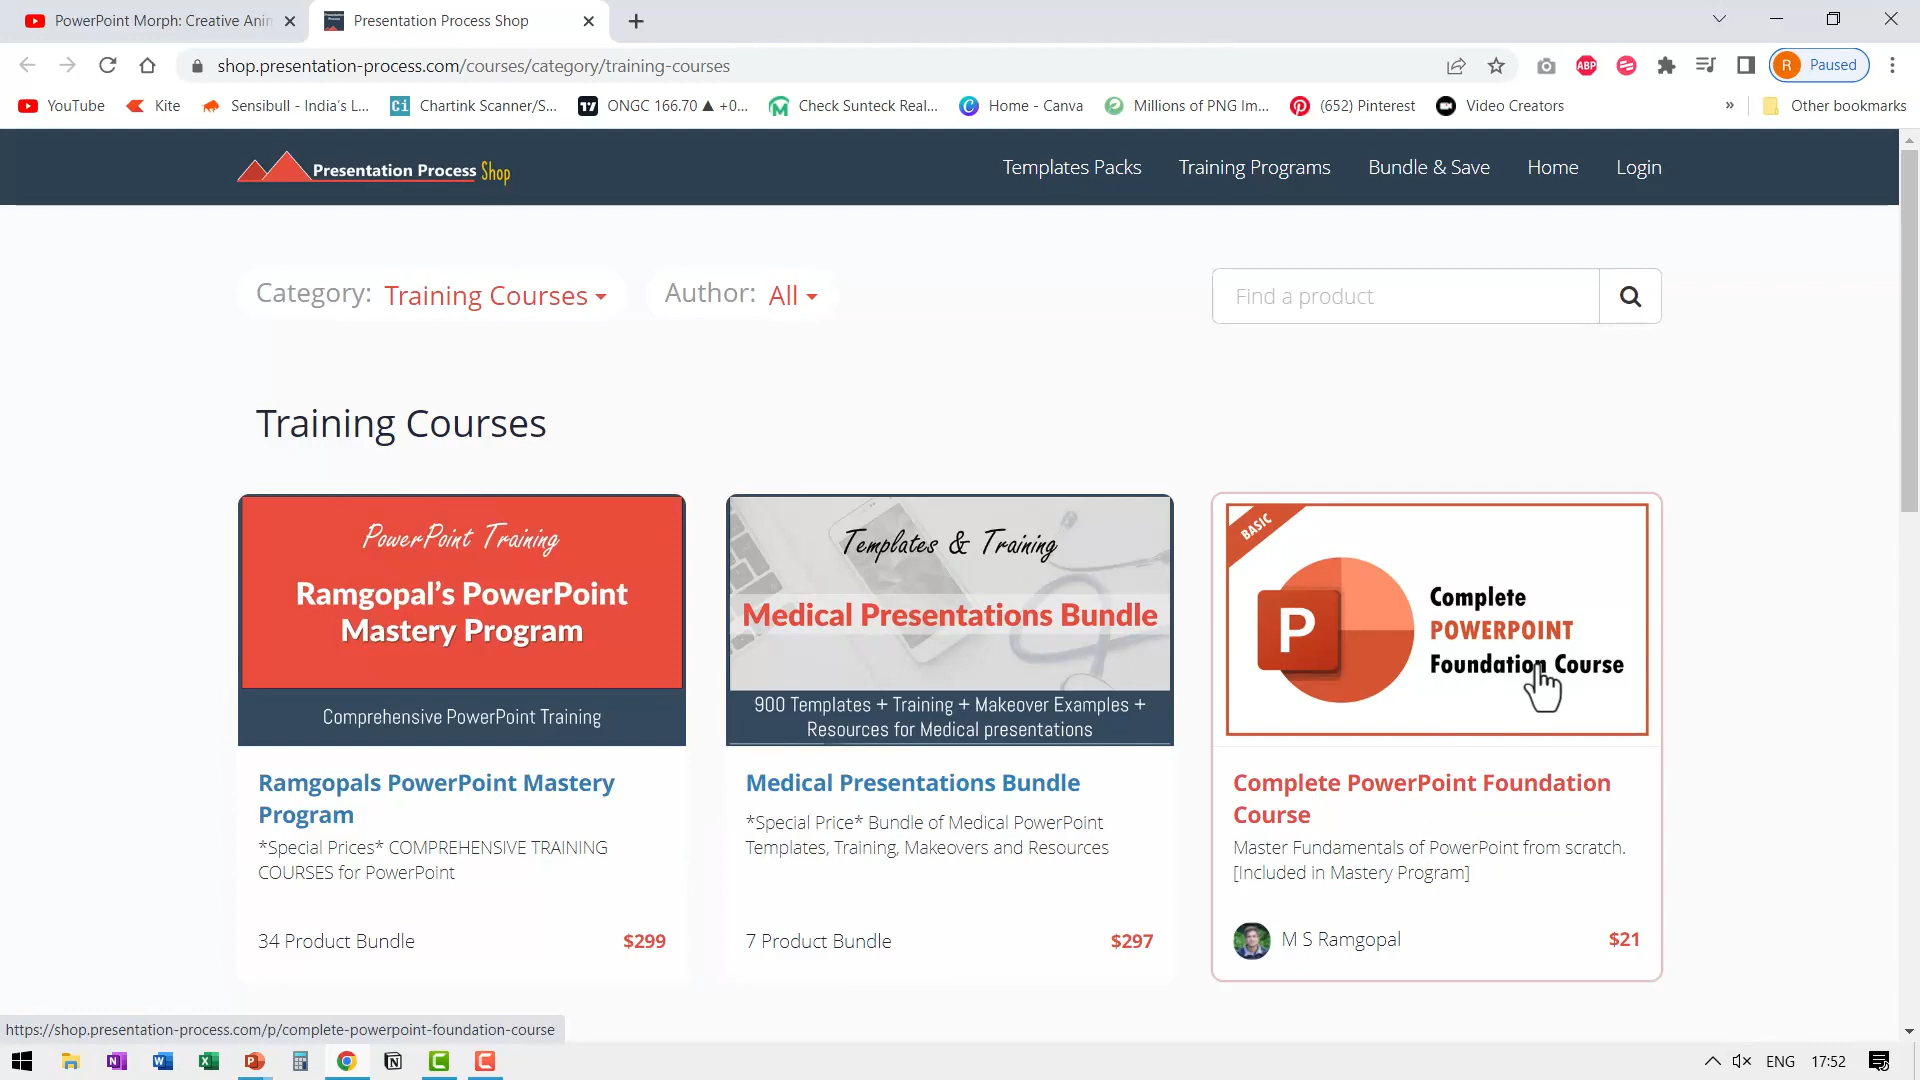 PowerPoint Morph: Creative Ani
Presentation Process Shop
shop.presentation-process.com/courses/category/training-courses
ABP
R
Paused
YouTube
Kite
Sensibull - India's L...
Ci
Chartink Scanner/S...
ONGC 166.70 ▲ +0...
Check Sunteck Real...
Home - Canva
Millions of PNG Im...
(652) Pinterest
Video Creators
»
Other bookmarks
Presentation Process Shop
Templates Packs
Training Programs
Bundle & Save
Home
Login
Category: Training Courses
Author: All
Find a product
Training Courses
PowerPoint Training
Ramgopal's PowerPoint
Mastery Program
Comprehensive PowerPoint Training
Ramgopals PowerPoint Mastery
Program
*Special Prices* COMPREHENSIVE TRAINING
COURSES for PowerPoint
34 Product Bundle
$299
Templates & Training
Medical Presentations Bundle
900 Templates + Training + Makeover Examples +
Resources for Medical presentations
Medical Presentations Bundle
*Special Price* Bundle of Medical PowerPoint
Templates, Training, Makeovers and Resources
7 Product Bundle
$297
BASIC
P
Complete
POWERPOINT
Foundation Course
Complete PowerPoint Foundation
Course
Master Fundamentals of PowerPoint from scratch.
[Included in Mastery Program]
M S Ramgopal
$21
https://shop.presentation-process.com/p/complete-powerpoint-foundation-course
ENG
17:52